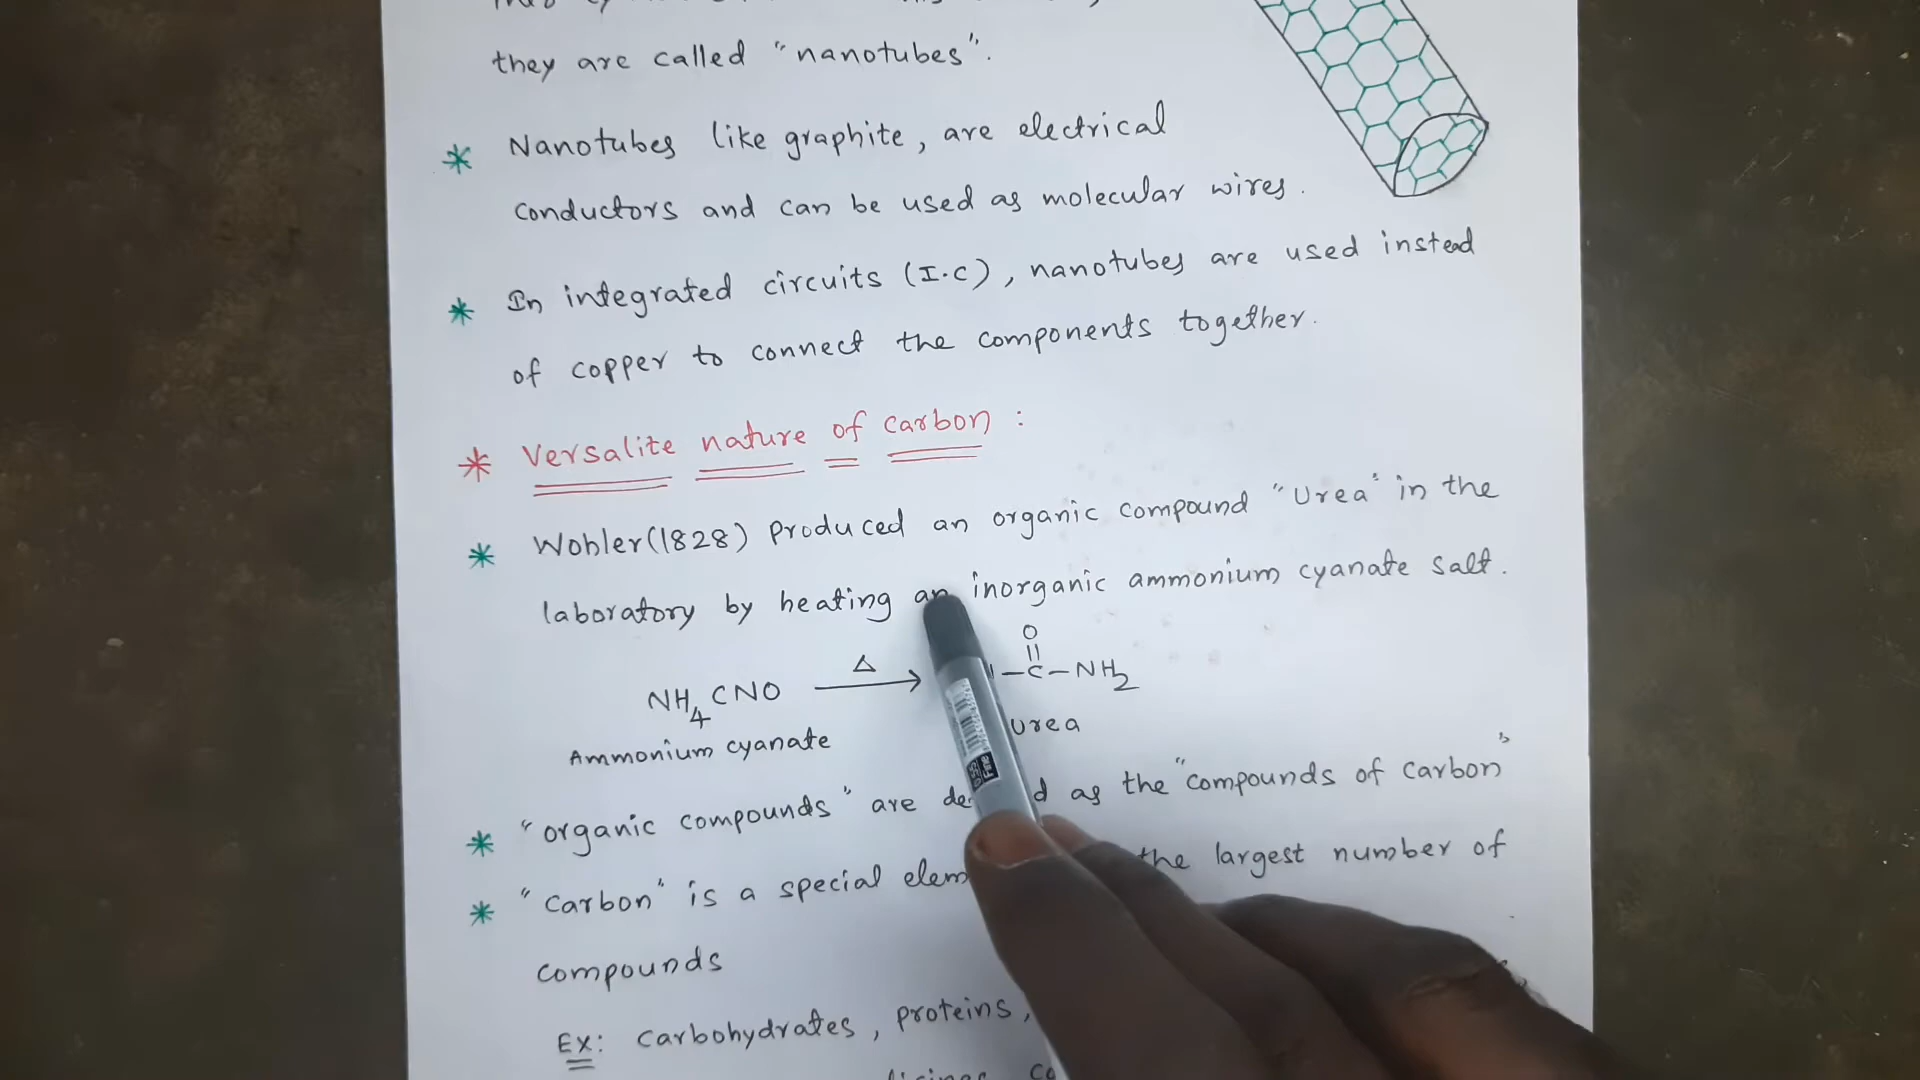 they are called "nanotubes".
* Nanotubes like graphite, are electrical
conductors and can be used as molecular wires.
* In integrated circuits (I.C), nanotubes are used instead
of copper to connect the components together.
* Versalite nature of carbon :
* Wohler(1828) produced an organic compound "Urea" in the
laboratory by heating an inorganic ammonium cyanate salt.
NH4CNO Δ → O || –C–NH2
Ammonium cyanate urea
* "organic compounds" are as the "compounds of carbon"
* "carbon" is a special the largest number of
compounds
Ex: carbohydrates, proteins,